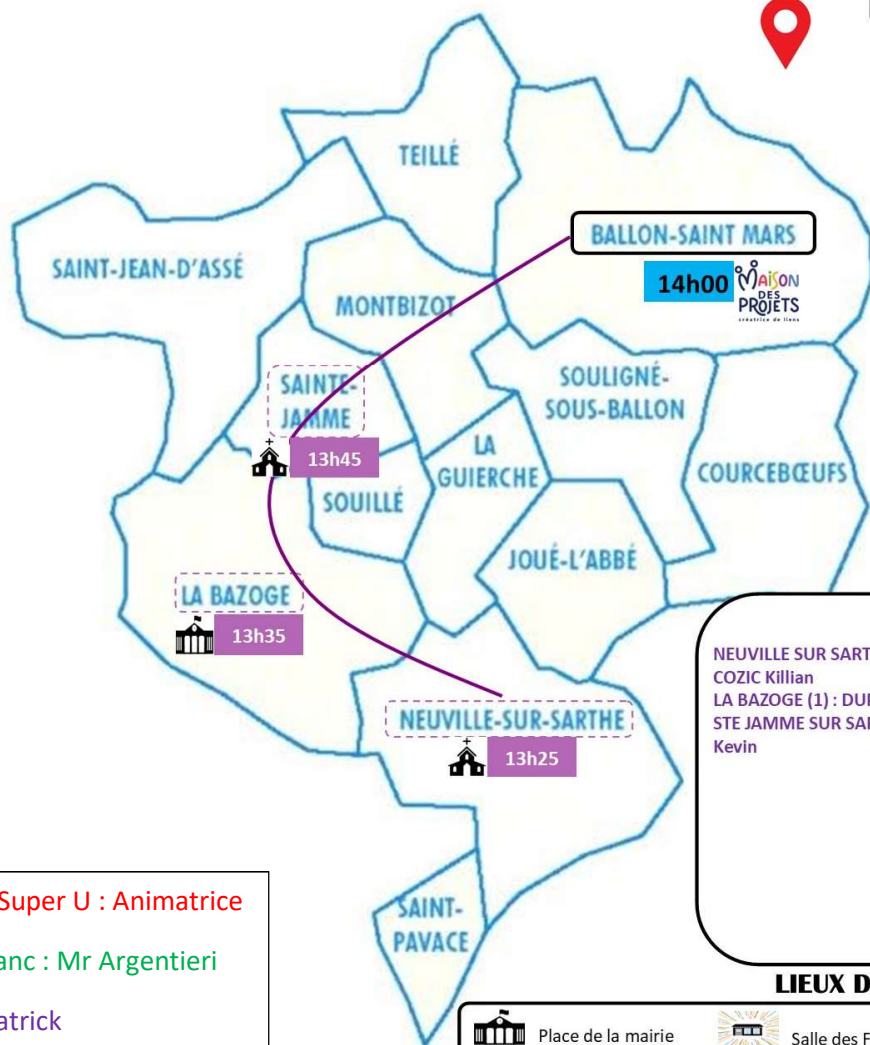 TEILLÉ
BALLON-SAINT MARS
14h00
MAISON
DES
PROJETS
créatrice de liens
SAINT-JEAN-D'ASSÉ
MONTBIZOT
SAINTE-
JAMME
13h45
SOULIGNÉ-
SOUS-BALLON
LA
GUIERCHE
COURCEBŒUFS
SOUILLÉ
JOUÉ-L'ABBÉ
LA BAZOGE
13h35
NEUVILLE-SUR-SARTHE
13h25
NEUVILLE SUR SART
COZIC Killian
LA BAZOGE (1) :
STE JAMME SUR
Kevin
SAINT-
PAVACE
Super U : Animatrice
anc : Mr Argentieri
atrick
LIEUX D
Place de la mairie
Salle des F